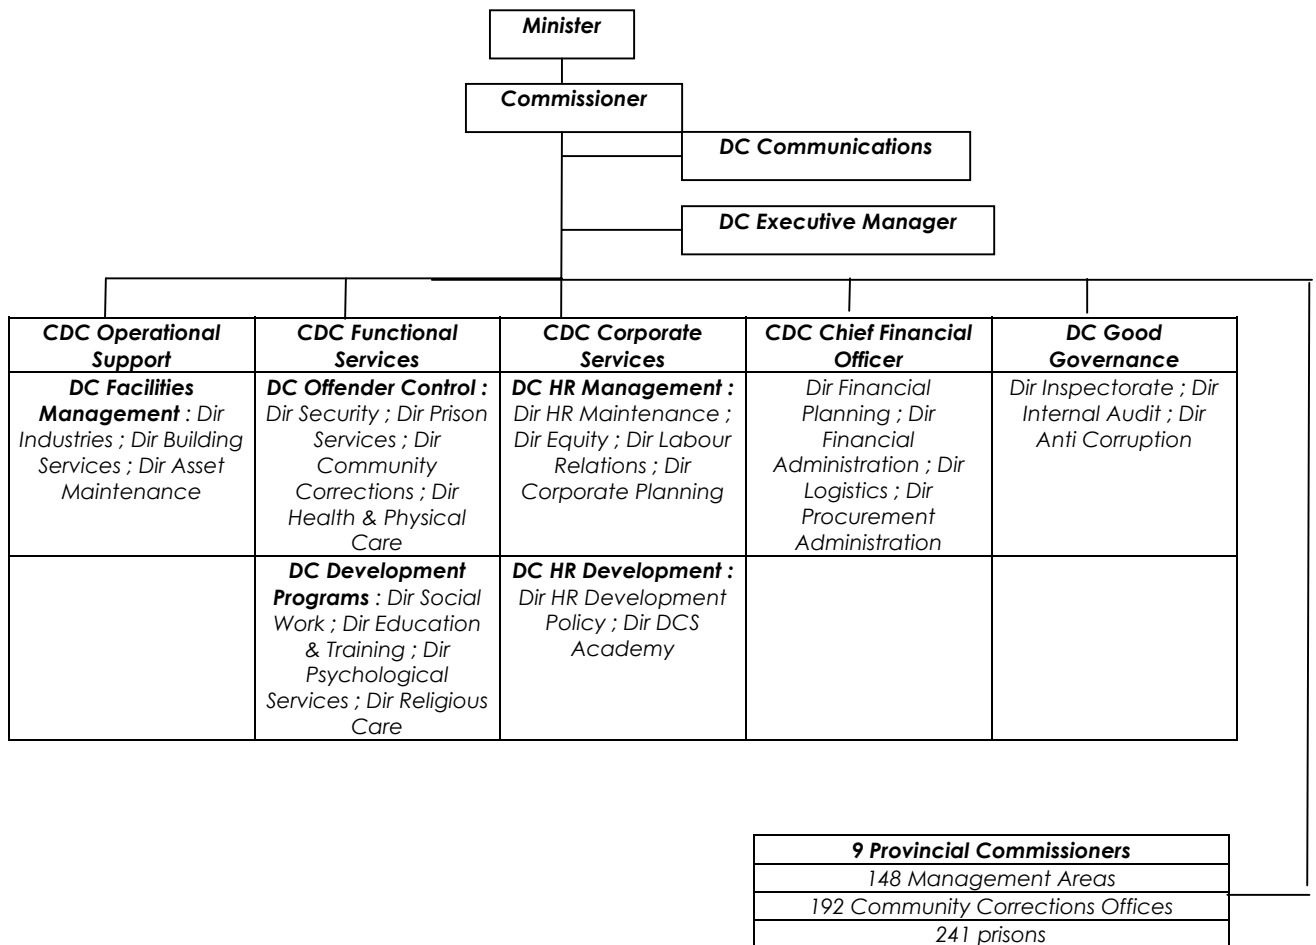 Minister
Commissioner
DC Communications
DC Executive Manager
CDC Operational
Support
CDC Functional
Services
CDC Corporate
Services
CDC Chief Financial
Officer
DC Good
Governance
DC Facilities
Management : Dir
Industries ; Dir Building
Services ; Dir Asset
Maintenance
DC Offender Control :
Dir Security ; Dir Prison
Services ; Dir
Community
Corrections ; Dir
Health & Physical
Care
DC HR Management :
Dir HR Maintenance ;
Dir Equity ; Dir Labour
Relations ; Dir
Corporate Planning
Dir Financial
Planning ; Dir
Financial
Administration ; Dir
Logistics ; Dir
Procurement
Administration
Dir Inspectorate ; Dir
Internal Audit ; Dir
Anti Corruption
DC Development
Programs : Dir Social
Work ; Dir Education
& Training ; Dir
Psychological
Services ; Dir Religious
Care
DC HR Development :
Dir HR Development
Policy ; Dir DCS
Academy
9 Provincial Commissioners
148 Management Areas
192 Community Corrections Offices
241 prisons